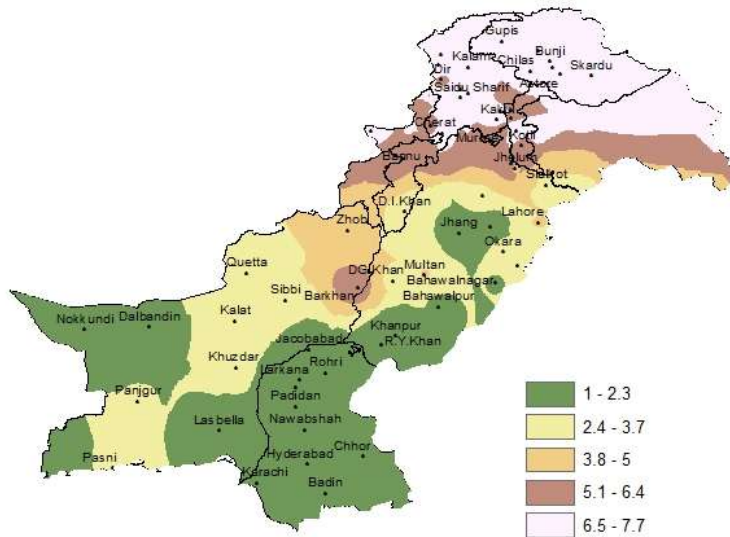 Gupis
Kalam
Chilas
Bunji
Skardu
Dir
Astore
Saidu Sharif
Kakul
Cherat
Murree
Kotli
Bannu
Jhelum
Sialkot
D.I.Khan
Zhob
Jhang
Lahore
Okara
Quetta
DG.Khan
Multan
Sibbi
Barkhan
Bahawalnagar
Bahawalpur
Nokkundi
Dalbandin
Kalat
Khanpur
Jacobabad
R.Y.Khan
Khuzdar
Larkana
Rohri
Panjgur
Padidan
Lasbella
Nawabshah
Pasni
Hyderabad
Chhor
Karachi
Badin
1 - 2.3
2.4 - 3.7
3.8 - 5
5.1 - 6.4
6.5 - 7.7